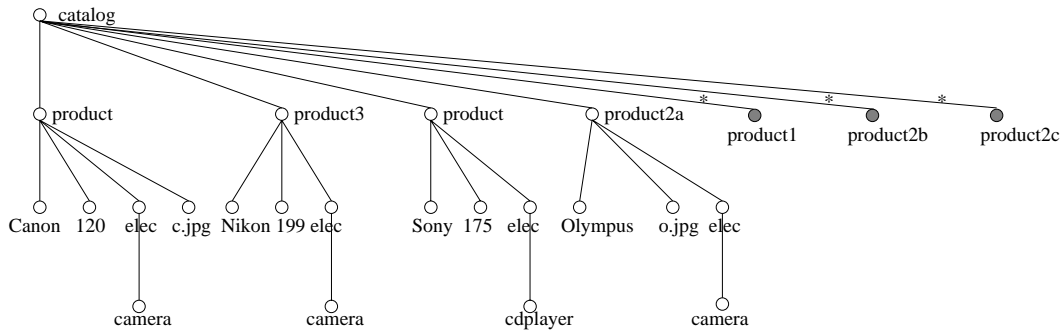 catalog
* * *
product product3 product product2a product1 product2b product2c
Canon 120 elec c.jpg Nikon 199 elec Sony 175 elec Olympus o.jpg elec
camera camera cdplayer camera